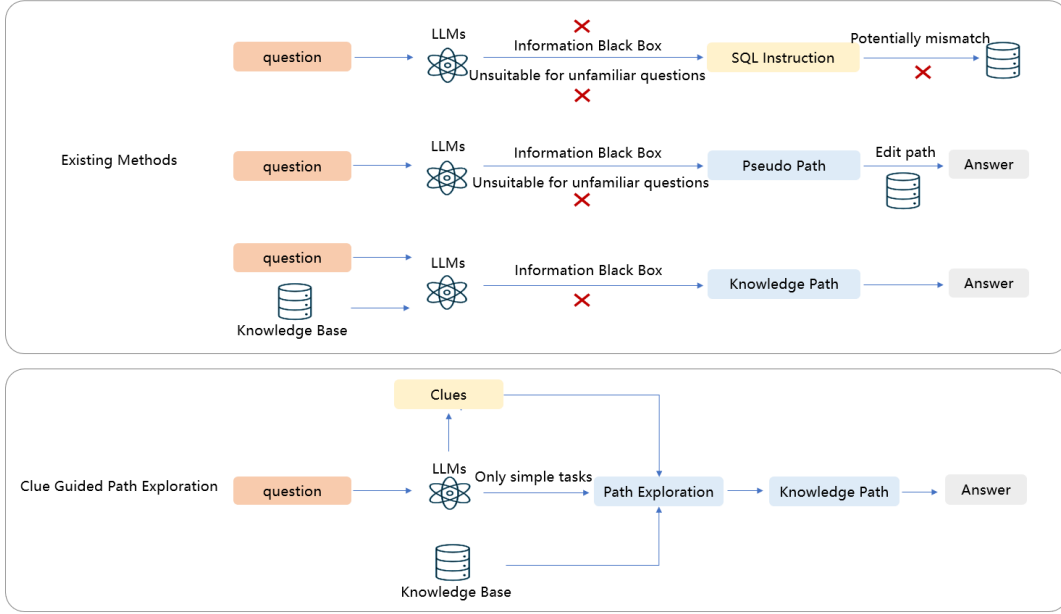 LLMs
Potentially mismatch
question
Information Black Box
SQL Instruction
Unsuitable for unfamiliar questions
Existing Methods
LLMs
question
Information Black Box
Pseudo Path
Edit path
Answer
Unsuitable for unfamiliar questions
question
LLMs
Information Black Box
Knowledge Path
Answer
Knowledge Base
Clues
Clue Guided Path Exploration
question
LLMs
Only simple tasks
Path Exploration
Knowledge Path
Answer
Knowledge Base